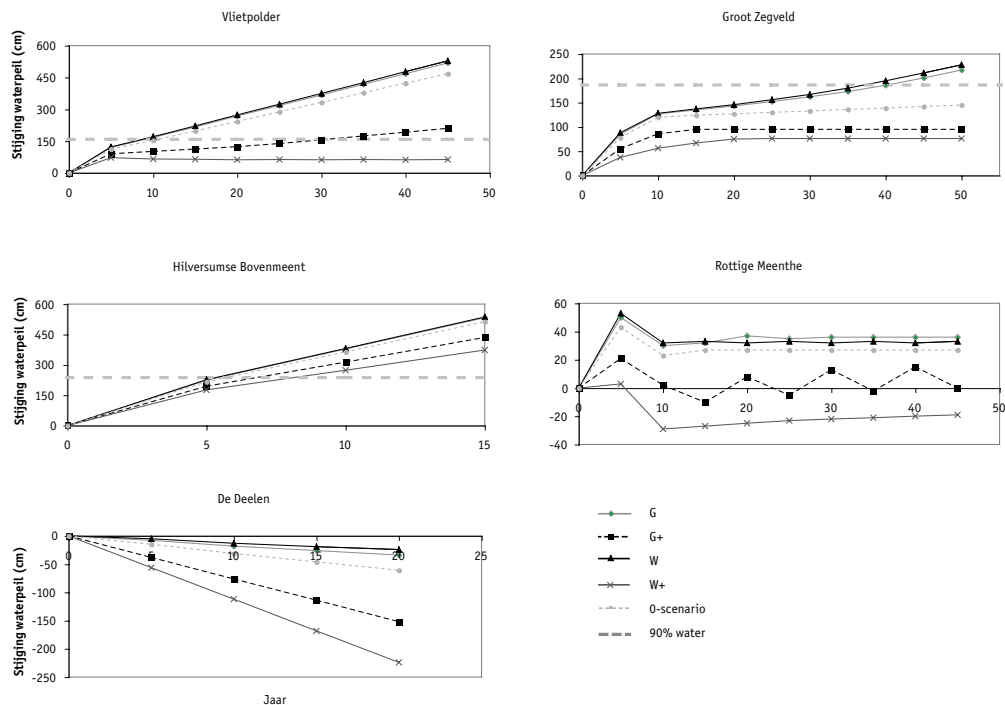 Vlietpolder
Stijging waterpeil (cm)
600
450
300
150
0
0 10 20 30 40 50
Groot Zegveld
250
200
150
100
50
0
0 10 20 30 40 50
Hilversumse Bovenmeent
Stijging waterpeil (cm)
600
450
300
150
0
0 5 10 15
Rottige Meenthe
60
40
20
0
-20
-40
0 10 20 30 40 50
De Deelen
Stijging waterpeil (cm)
0
-50
-100
-150
-200
-250
0 5 10 15 20 25
Jaar
G
G+
W
W+
0-scenario
90% water